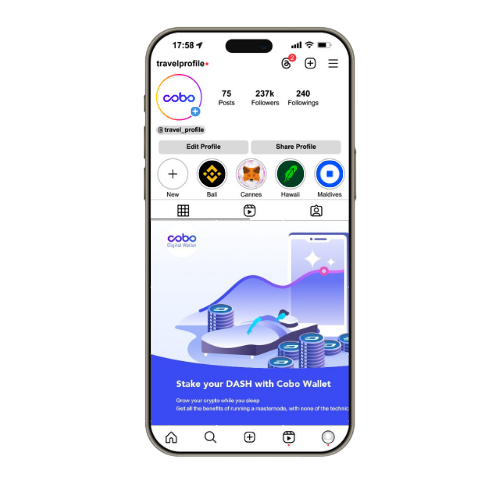 17:58
travelprofile
2
cobo
75
Posts
237k
Followers
240
Followings
@travel_profile
Edit Profile
Share Profile
New
Bali
Cannes
Hawaii
Maldives
cobo
Digital Wallet
Stake your DASH with Cobo Wallet
Grow your crypto while you sleep
Get all the benefits of running a masternode, with none of the technic